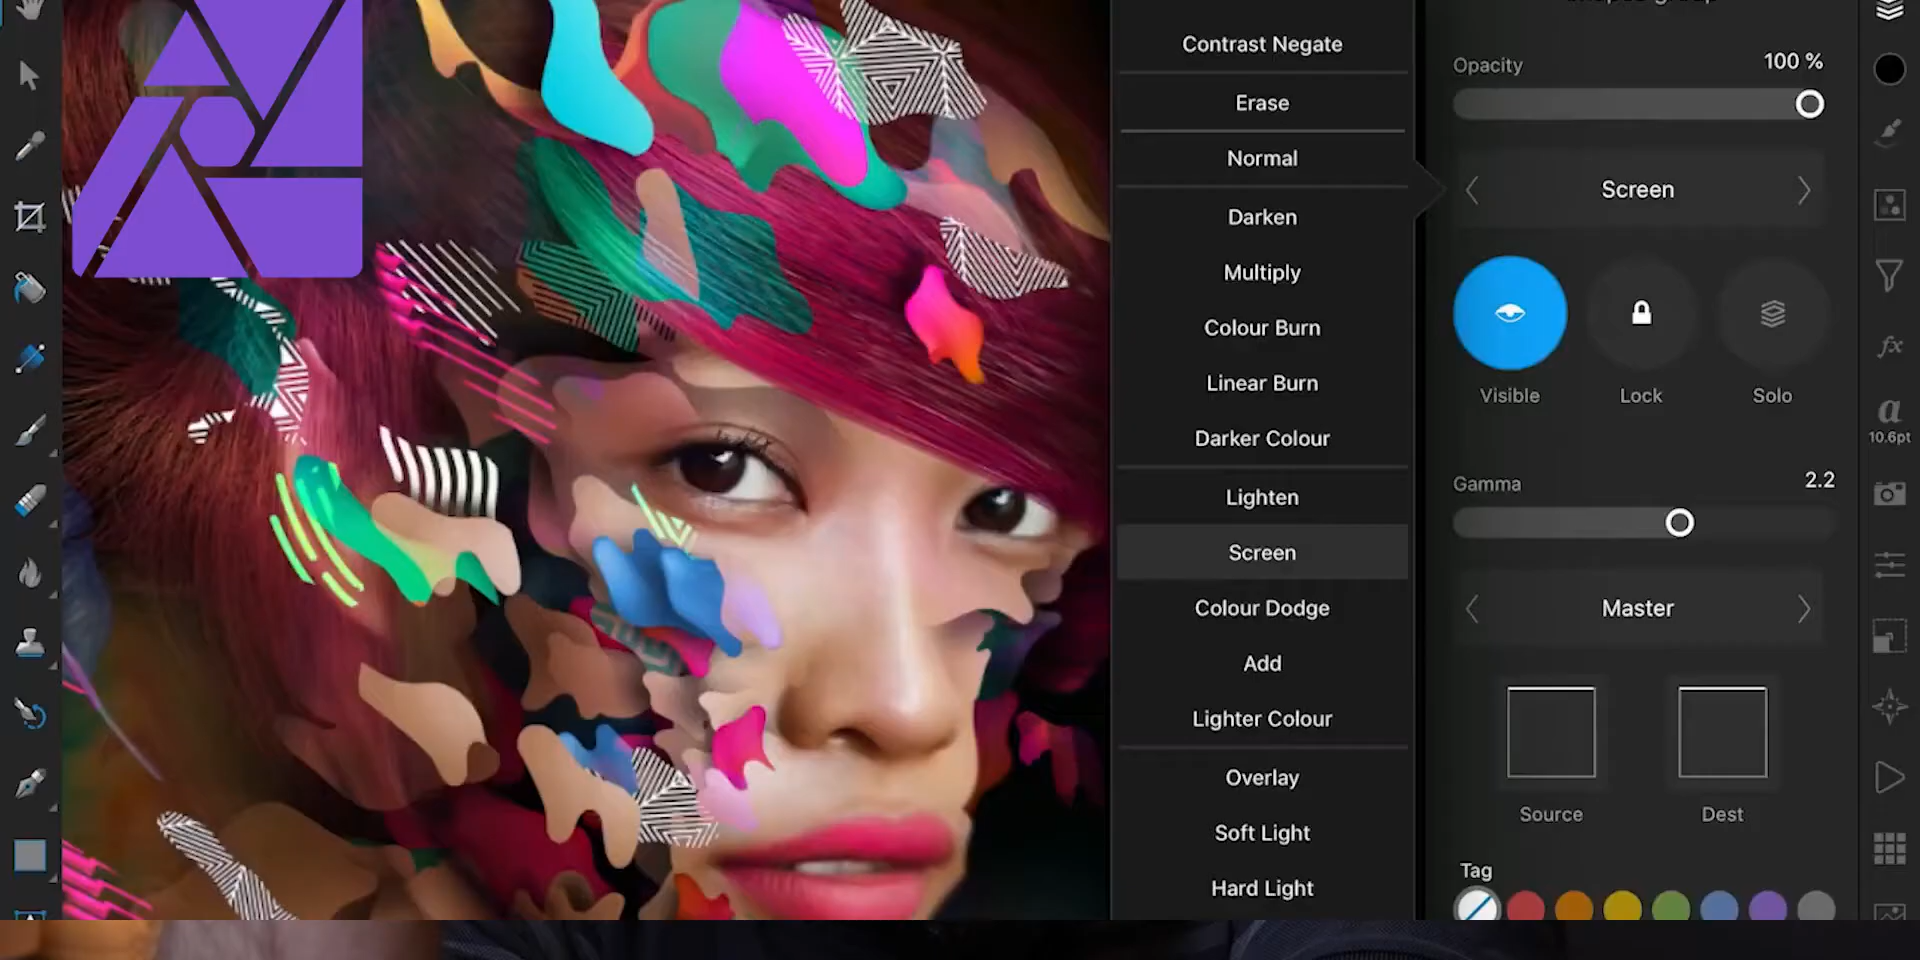 Contrast Negate
Erase
Normal
Darken
Multiply
Colour Burn
Linear Burn
Darker Colour
Lighten
Screen
Colour Dodge
Add
Lighter Colour
Overlay
Soft Light
Hard Light
Opacity
100 %
Screen
Visible
Lock
Solo
Gamma
2.2
Master
Source
Dest
Tag
fx
a
10.6pt